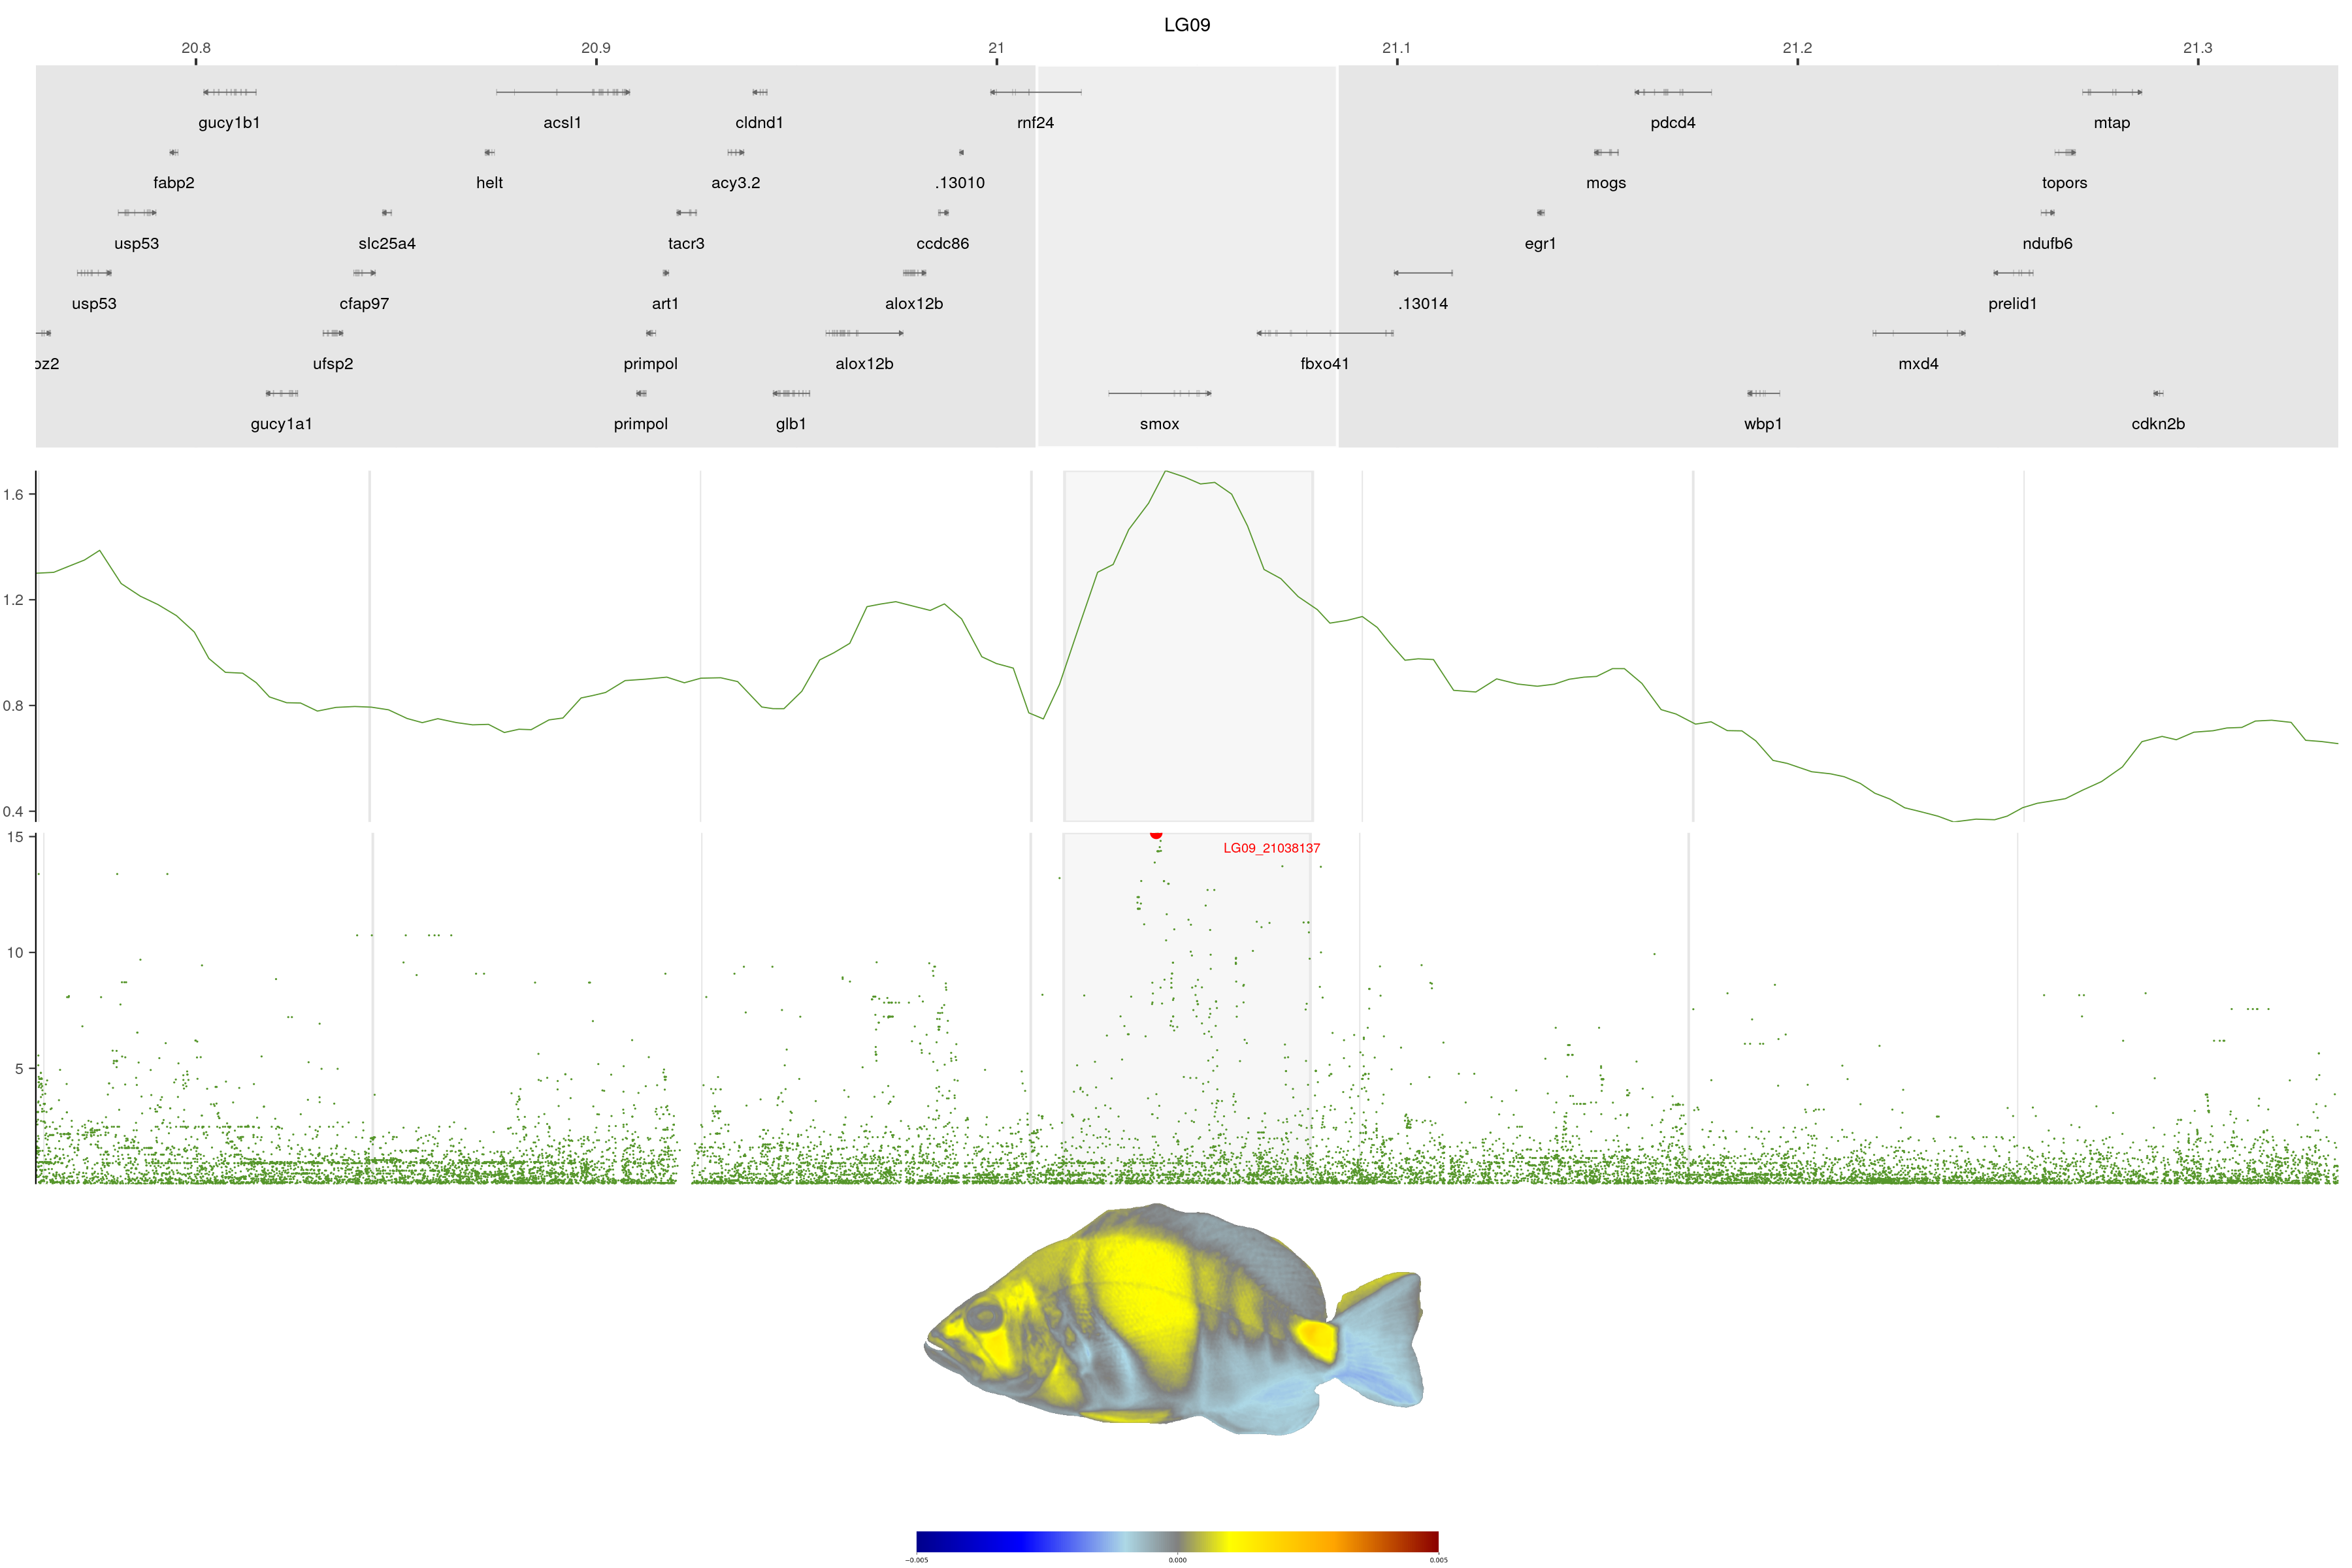 LG09
20.8 20.9 21 21.1 21.2 21.3
gucy1b1 acsl1 cldnd1 rnf24 pdcd4 mtap
fabp2 helt acy3.2 .13010 mogs topors
usp53 slc25a4 tacr3 ccdc86 egr1 ndufb6
usp53 cfap97 art1 alox12b .13014 prelid1
oz2 ufsp2 primpol alox12b fbxo41 mxd4
gucy1a1 primpol glb1 smox wbp1 cdkn2b
1.6
1.2
0.8
0.4
15
LG09_21038137
10
5
−0.005 0.000 0.005